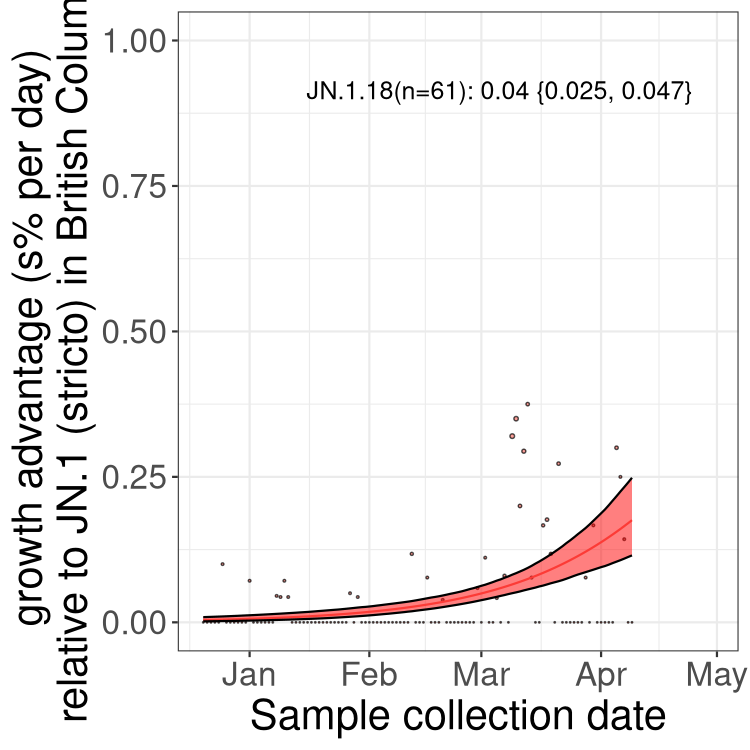 growth advantage (s% per day)
relative to JN.1 (stricto) in British Colum
1.00
0.75
0.50
0.25
0.00
JN.1.18(n=61): 0.04 {0.025, 0.047}
Jan Feb Mar Apr May
Sample collection date